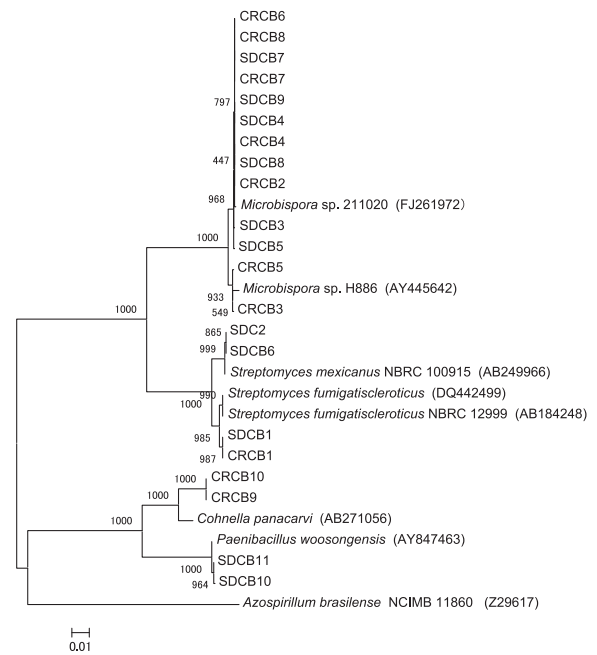 CRCB6
CRCB8
SDCB7
CRCB7
797
SDCB9
SDCB4
CRCB4
447
SDCB8
CRCB2
968
Microbispora sp. 211020 (FJ261972)
SDCB3
1000
SDCB5
CRCB5
Microbispora sp. H886 (AY445642)
933
CRCB3
549
1000
865
SDC2
999
SDCB6
Streptomyces mexicanus NBRC 100915 (AB249966)
990
Streptomyces fumigatiscleroticus (DQ442499)
1000
Streptomyces fumigatiscleroticus NBRC 12999 (AB184248)
SDCB1
985
CRCB1
987
1000
CRCB10
1000
CRCB9
1000
Cohnella panacarvi (AB271056)
Paenibacillus woosongensis (AY847463)
SDCB11
1000
SDCB10
964
Azospirillum brasilense NCIMB 11860 (Z29617)
0.01